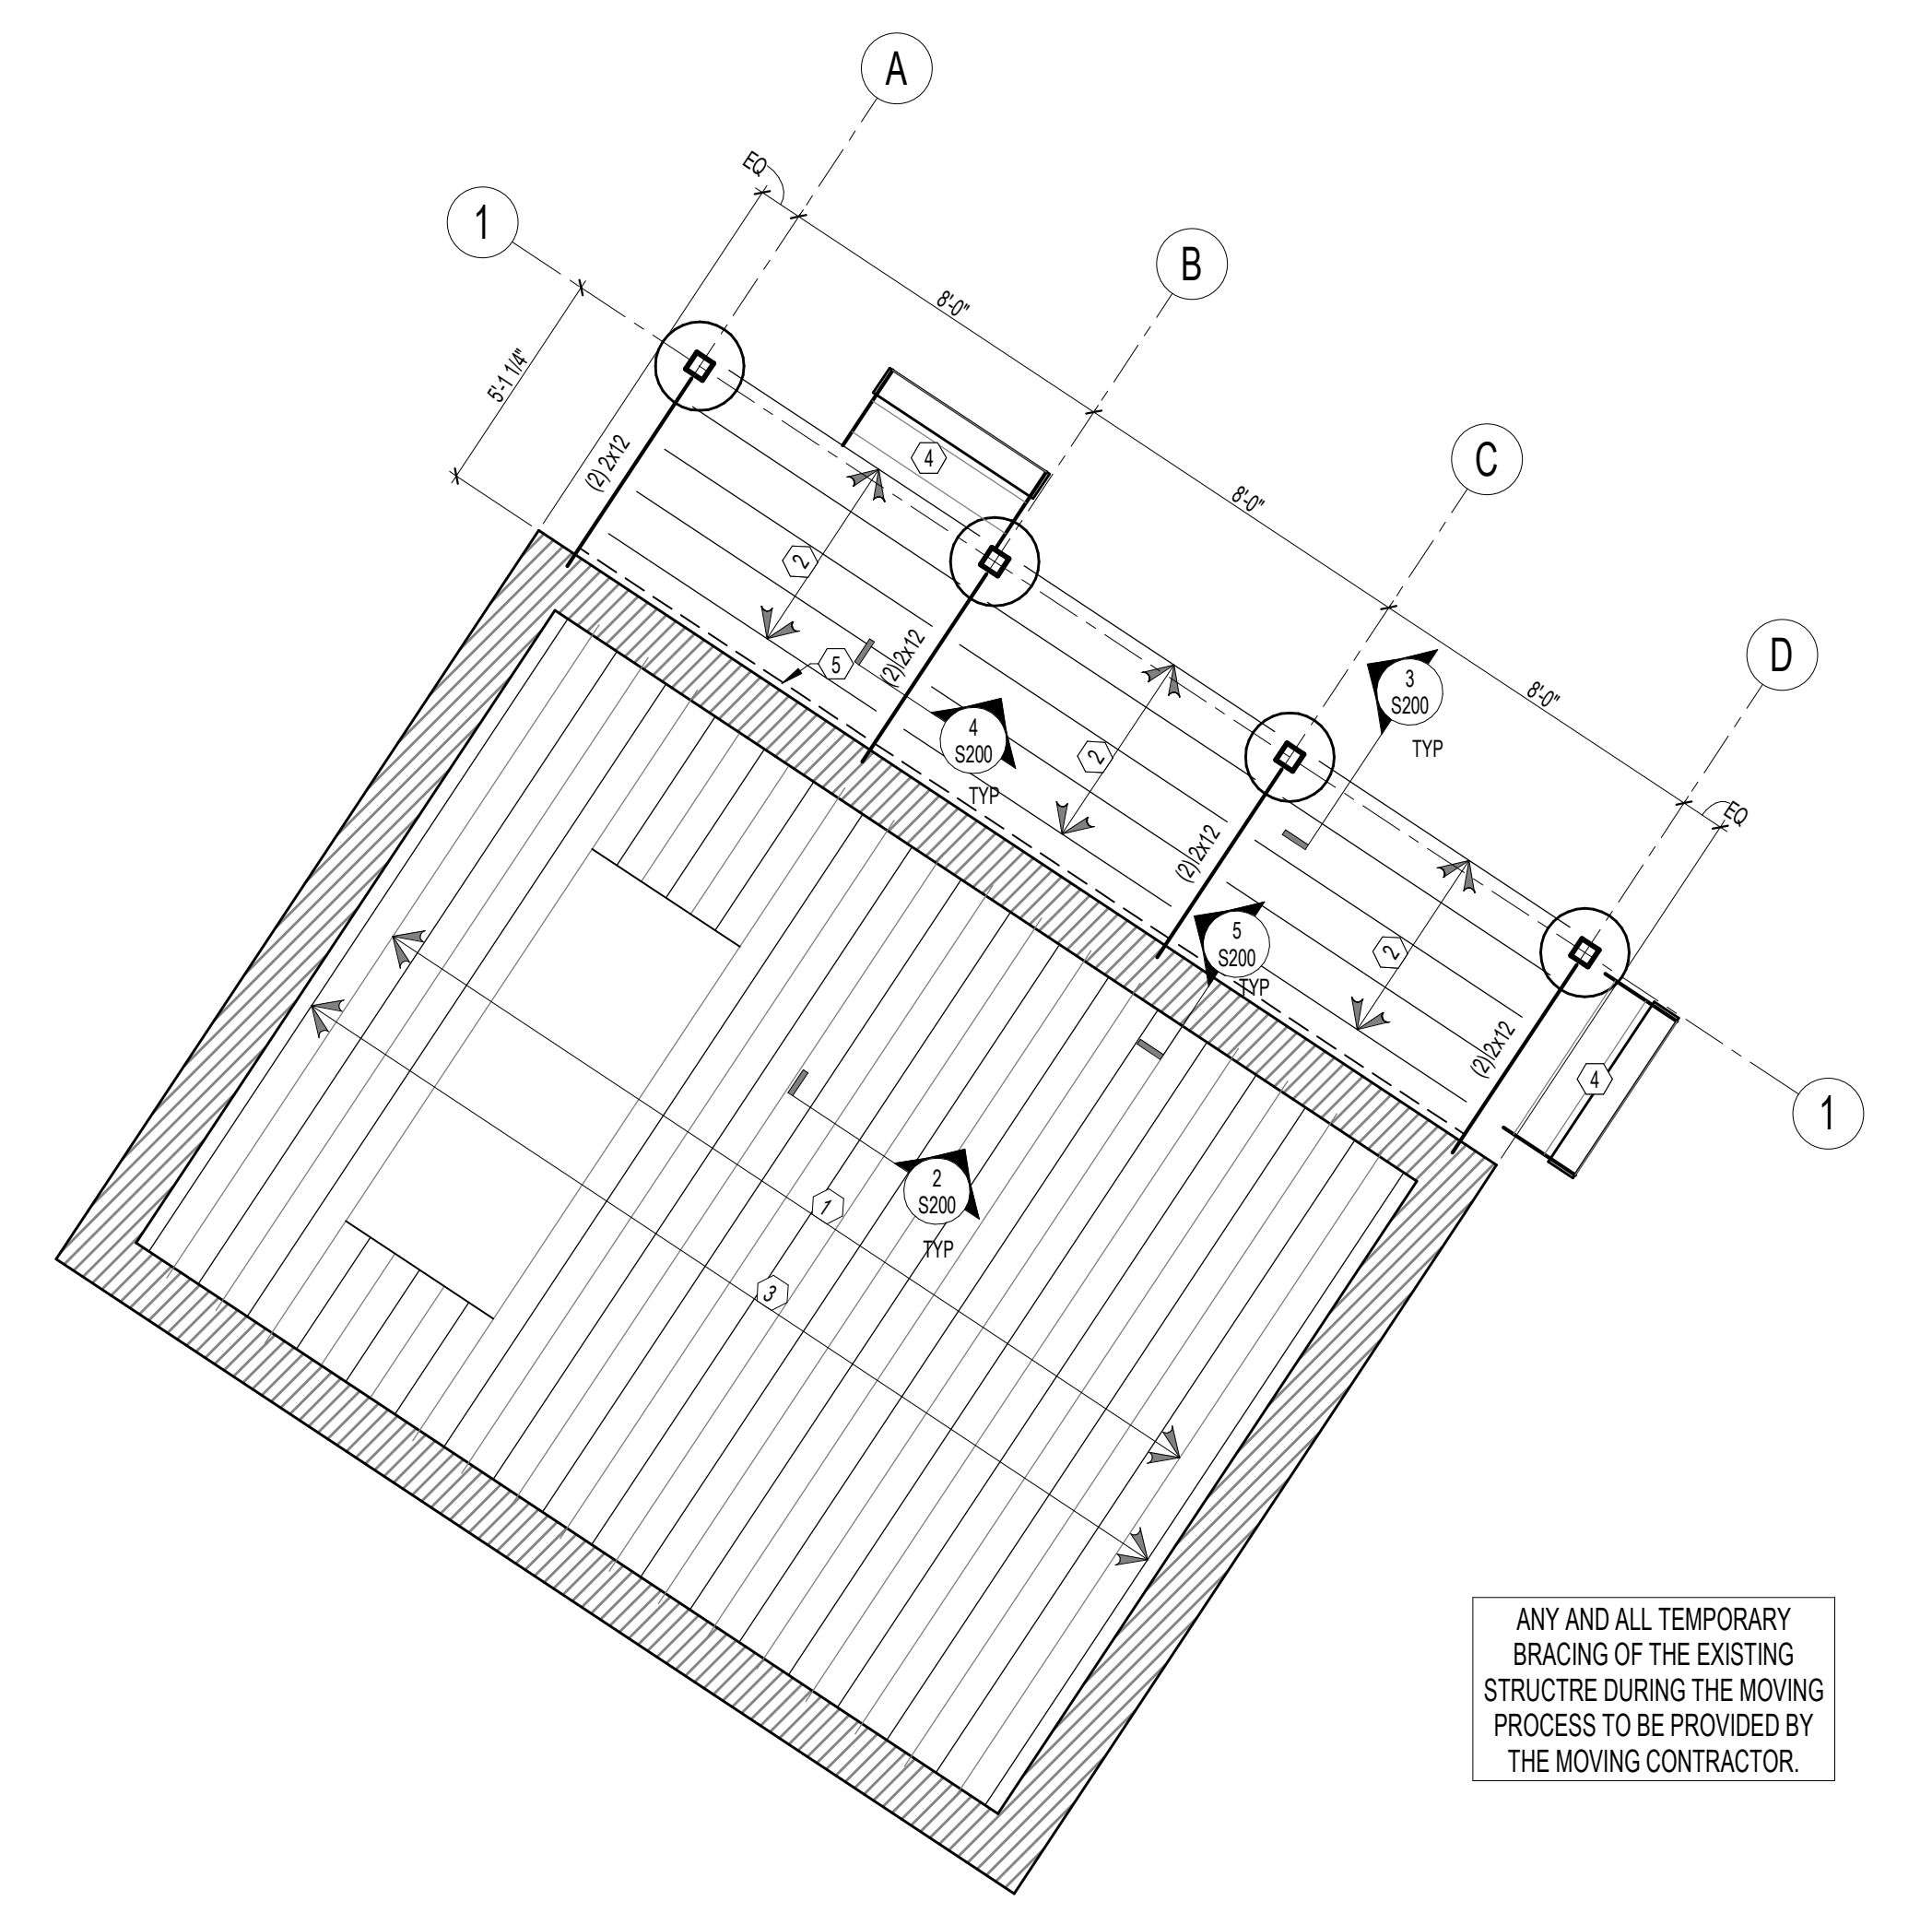 A
EQ
1
B
8'-0"
5'-1 1/4"
C
(2) 2x12
4
8'-0"
2
D
5
(2) 2x12
3
S200
TYP
8'-0"
4
S200
TYP
2
EQ
(2) 2x12
5
S200
TYP
2
(2) 2x12
4
1
2
S200
TYP
1
3
ANY AND ALL TEMPORARY
BRACING OF THE EXISTING
STRUCTRE DURING THE MOVING
PROCESS TO BE PROVIDED BY
THE MOVING CONTRACTOR.